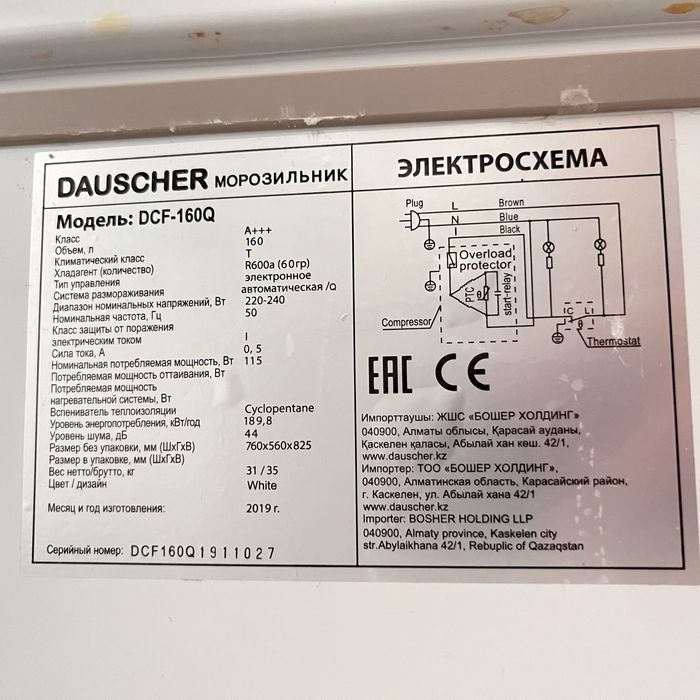 DAUSCHER МОРОЗИЛЬНИК
Модель: DCF-160Q
Класс A+++
Объем, л 160
Климатический класс T
Хладагент (количество) R600a (60гр)
Тип управления электронное
Система размораживания автоматическая /Q
Диапазон номинальных напряжений, Вт 220-240
Номинальная частота, Гц 50
Класс защиты от поражения
электрическим током I
Сила тока, А 0, 5
Номинальная потребляемая мощность, Вт 115
Потребляемая мощность оттаивания, Вт
Потребляемая мощность
нагревательной системы, Вт
Вспениватель теплоизоляции Cyclopentane
Уровень энергопотребления, кВт/год 189,8
Уровень шума, дБ 44
Размер без упаковки, мм (ШхГхВ) 760x560x825
Размер в упаковке, мм (ШхГхВ)
Вес нетто/брутто, кг 31/35
Цвет / дизайн White
Месяц и год изготовления: 2019 г.
Серийный номер: DCF160Q1911027
ЭЛЕКТРОСХЕМА
Plug L Brown
N Blue
Black
Overload
protector
PTC θ start-relay
Compressor
C L
θ
Thermostat
EAC CE
Импорттаушы: ЖШС «БОШЕР ХОЛДИНГ»
040900, Алматы облысы, Қарасай ауданы,
Қаскелен қаласы, Абылай хан көш. 42/1,
www.dauscher.kz
Импортер: ТОО «БОШЕР ХОЛДИНГ»,
040900, Алматинская область, Карасайский район,
г. Каскелен, ул. Абылай хана 42/1
www.dauscher.kz
Importer: BOSHER HOLDING LLP
040900, Almaty province, Kaskelen city
str.Abylaikhana 42/1, Rebuplic of Qazaqstan